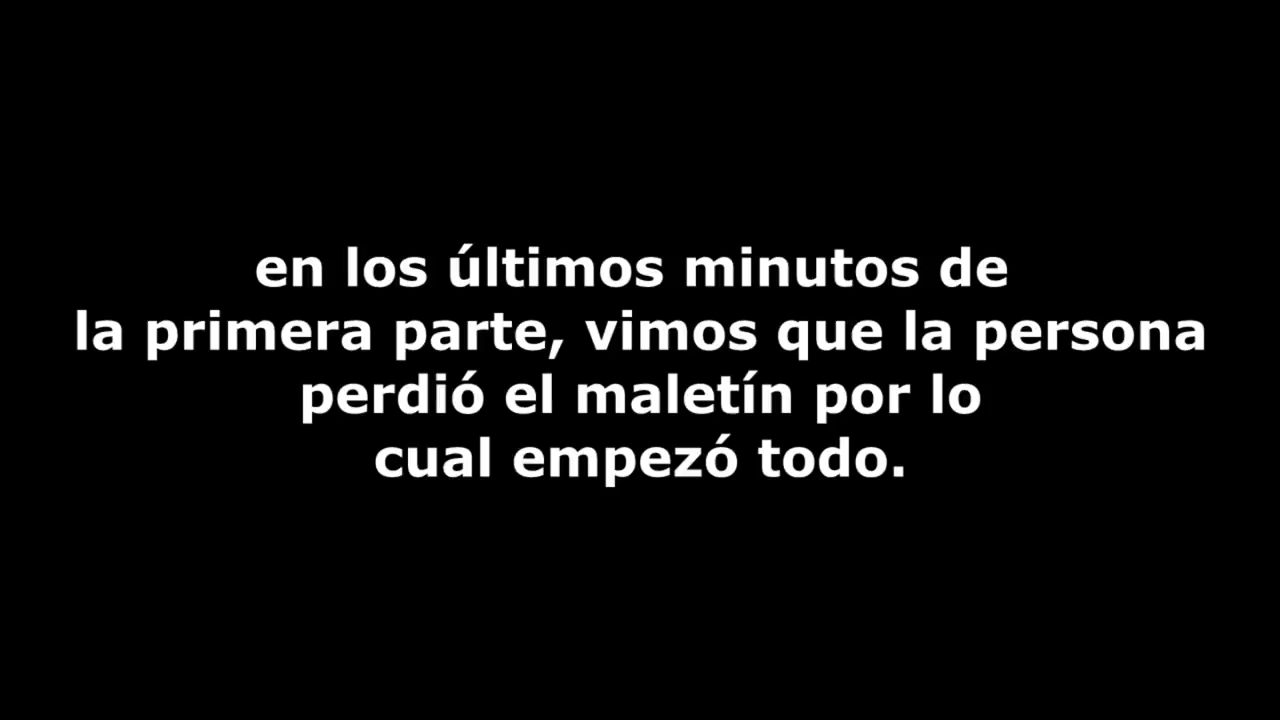 en los últimos minutos de
la primera parte, vimos que la persona
perdió el maletín por lo
cual empezó todo.